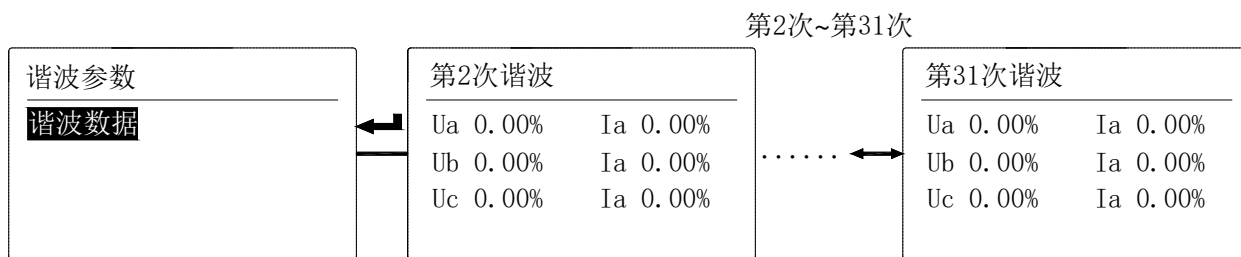 第2次~第31次
谐波参数
谐波数据
第2次谐波
Ua 0.00% Ia 0.00%
Ub 0.00% Ia 0.00%
Uc 0.00% Ia 0.00%
......
第31次谐波
Ua 0.00% Ia 0.00%
Ub 0.00% Ia 0.00%
Uc 0.00% Ia 0.00%